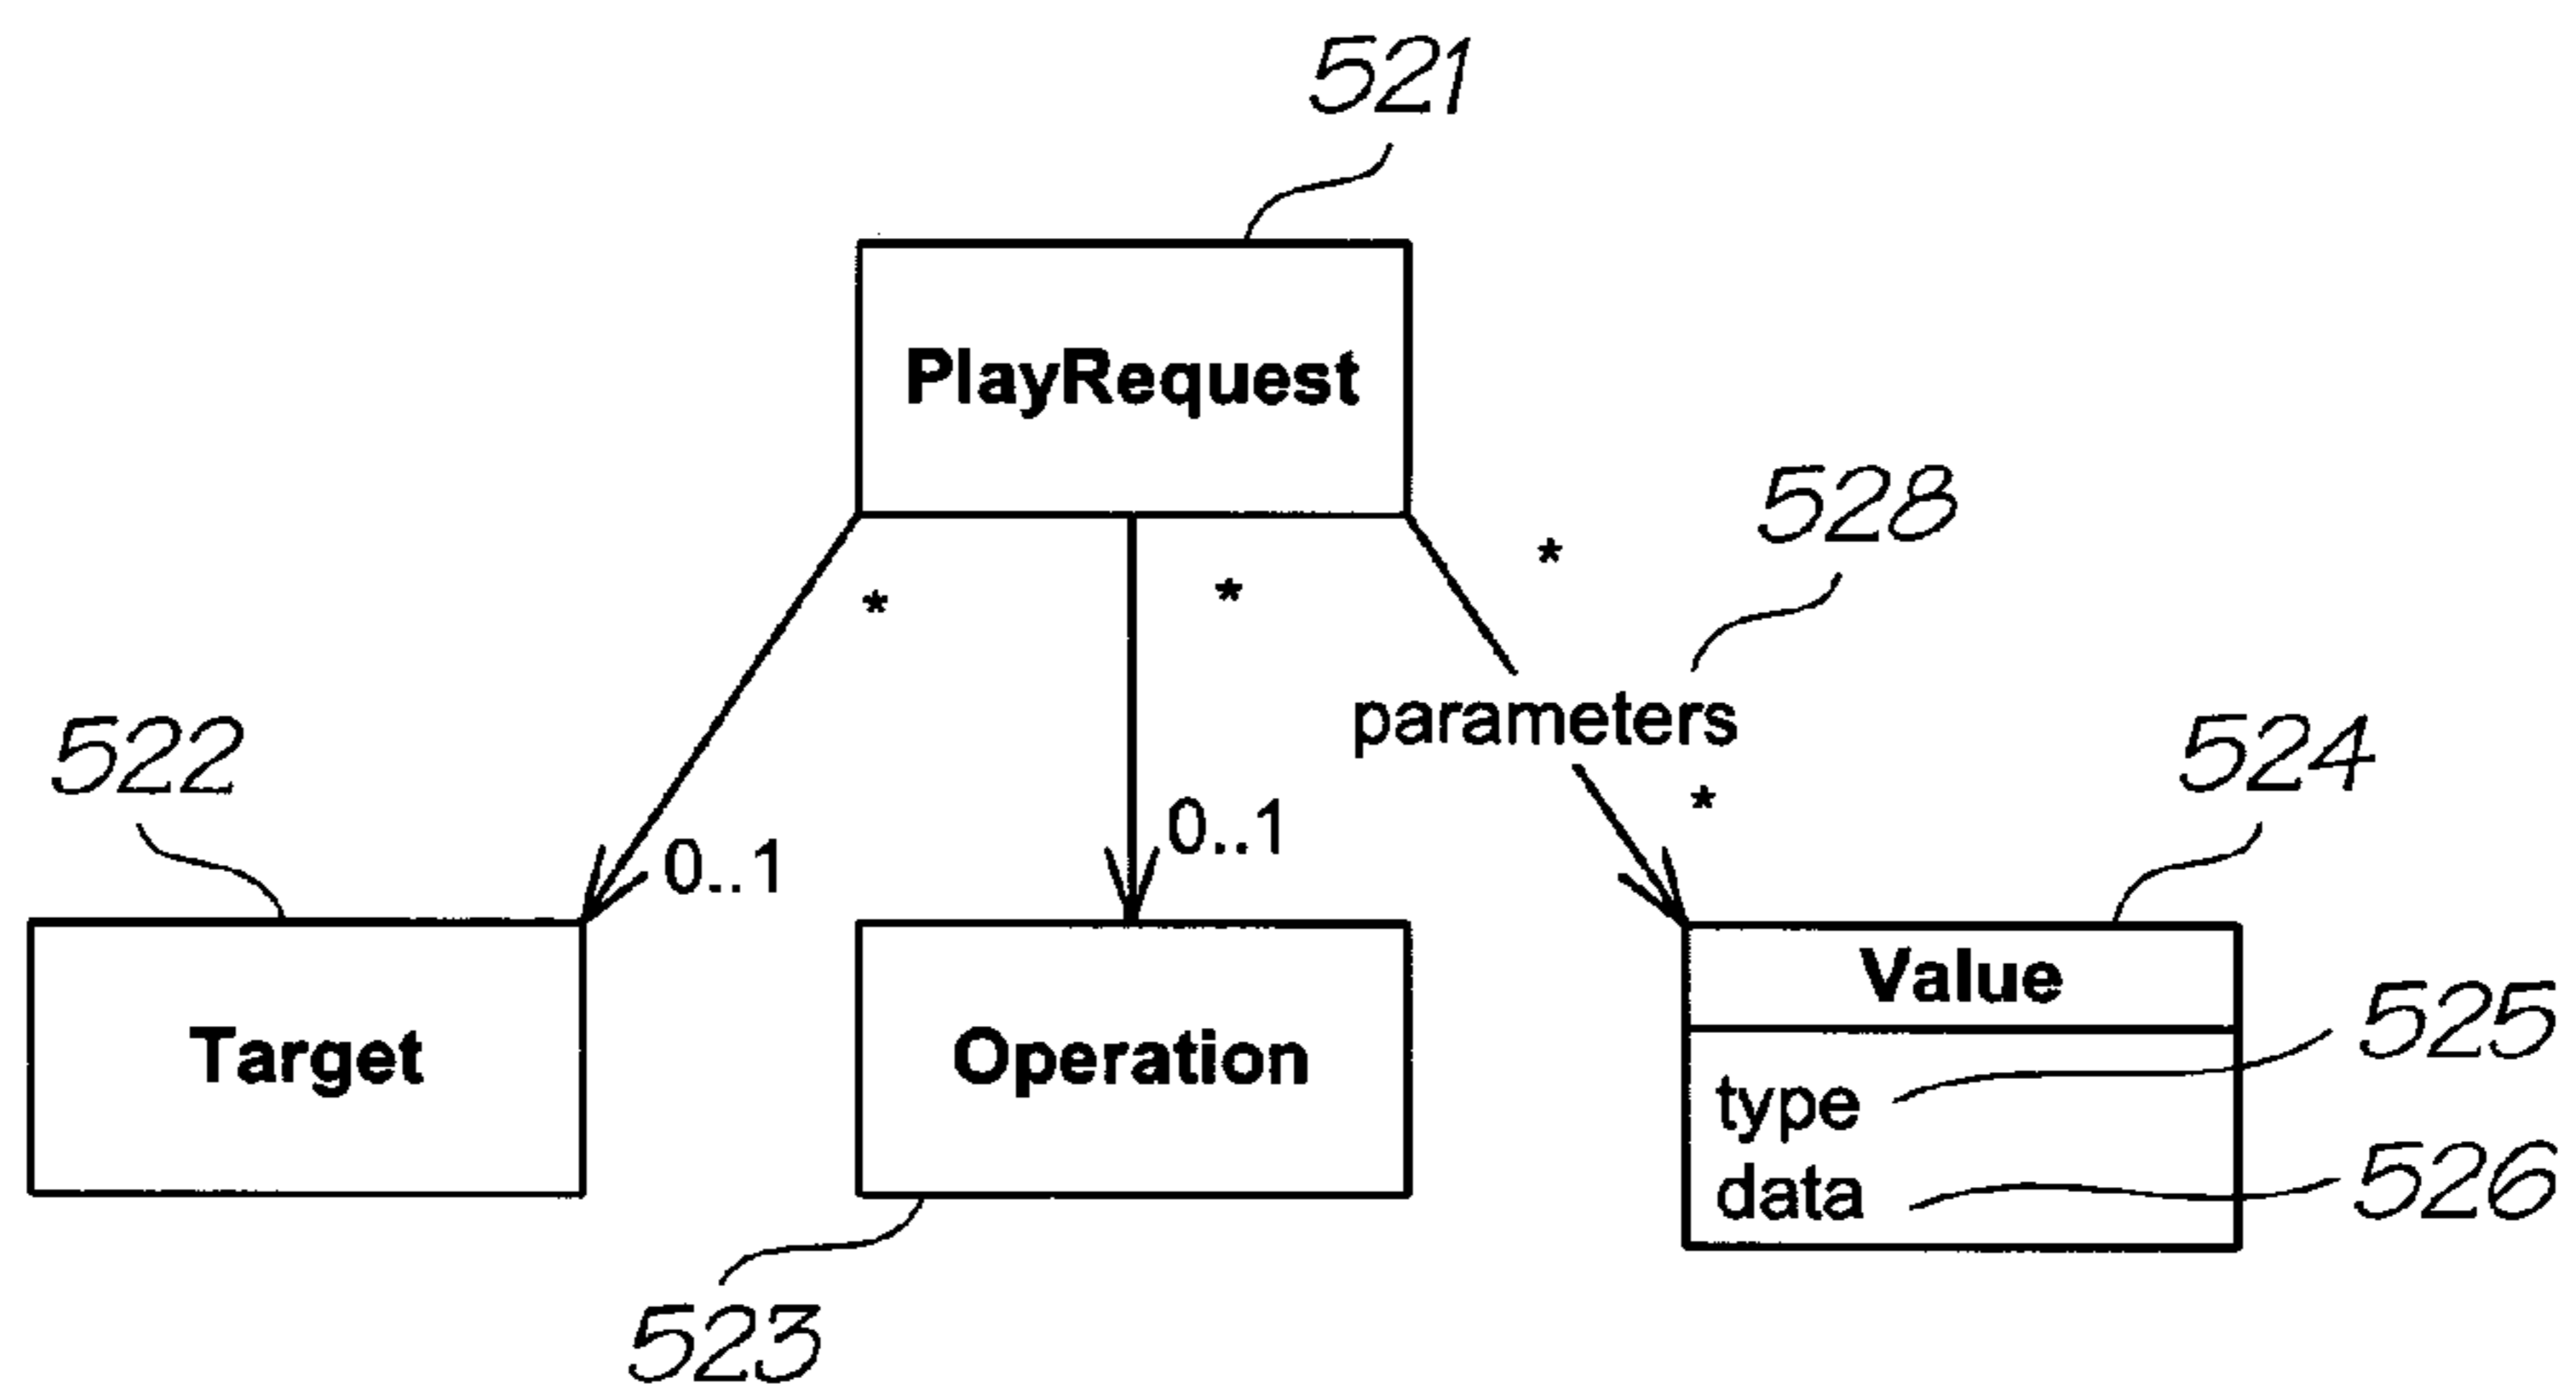 521
PlayRequest
* * * 528
parameters
522 0..1 0..1 * 524
Target Operation Value
type 525
data 526
523